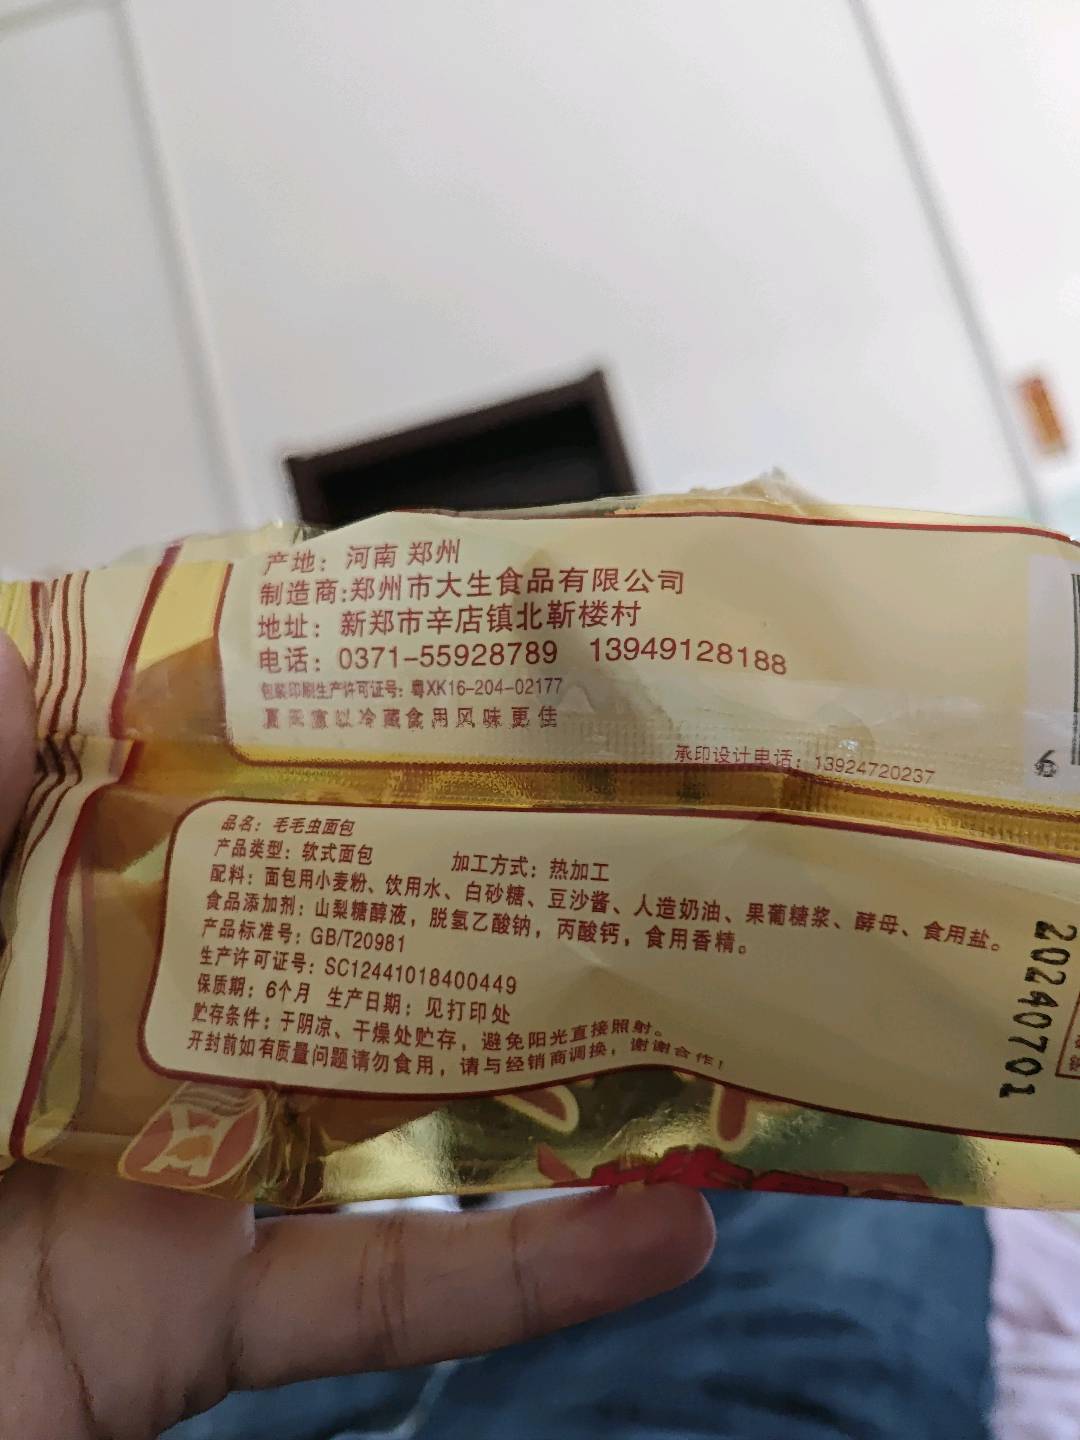 产地：河南 郑州
制造商:郑州市大生食品有限公司
地址：新郑市辛店镇北靳楼村
电话：0371-55928789 13949128188
包装印刷生产许可证号：粤XK16-204-02177
夏天宜以冷藏食用风味更佳
承印设计电话：13924720237
品名：毛毛虫面包
产品类型：软式面包 加工方式：热加工
配料：面包用小麦粉、饮用水、白砂糖、豆沙酱、人造奶油、果葡糖浆、酵母、食用盐。
食品添加剂：山梨糖醇液，脱氢乙酸钠，丙酸钙，食用香精。
产品标准号：GB/T20981
生产许可证号：SC12441018400449
保质期：6个月 生产日期：见打印处
贮存条件：于阴凉、干燥处贮存，避免阳光直接照射。
开封前如有质量问题请勿食用，请与经销商调换，谢谢合作！
20240701